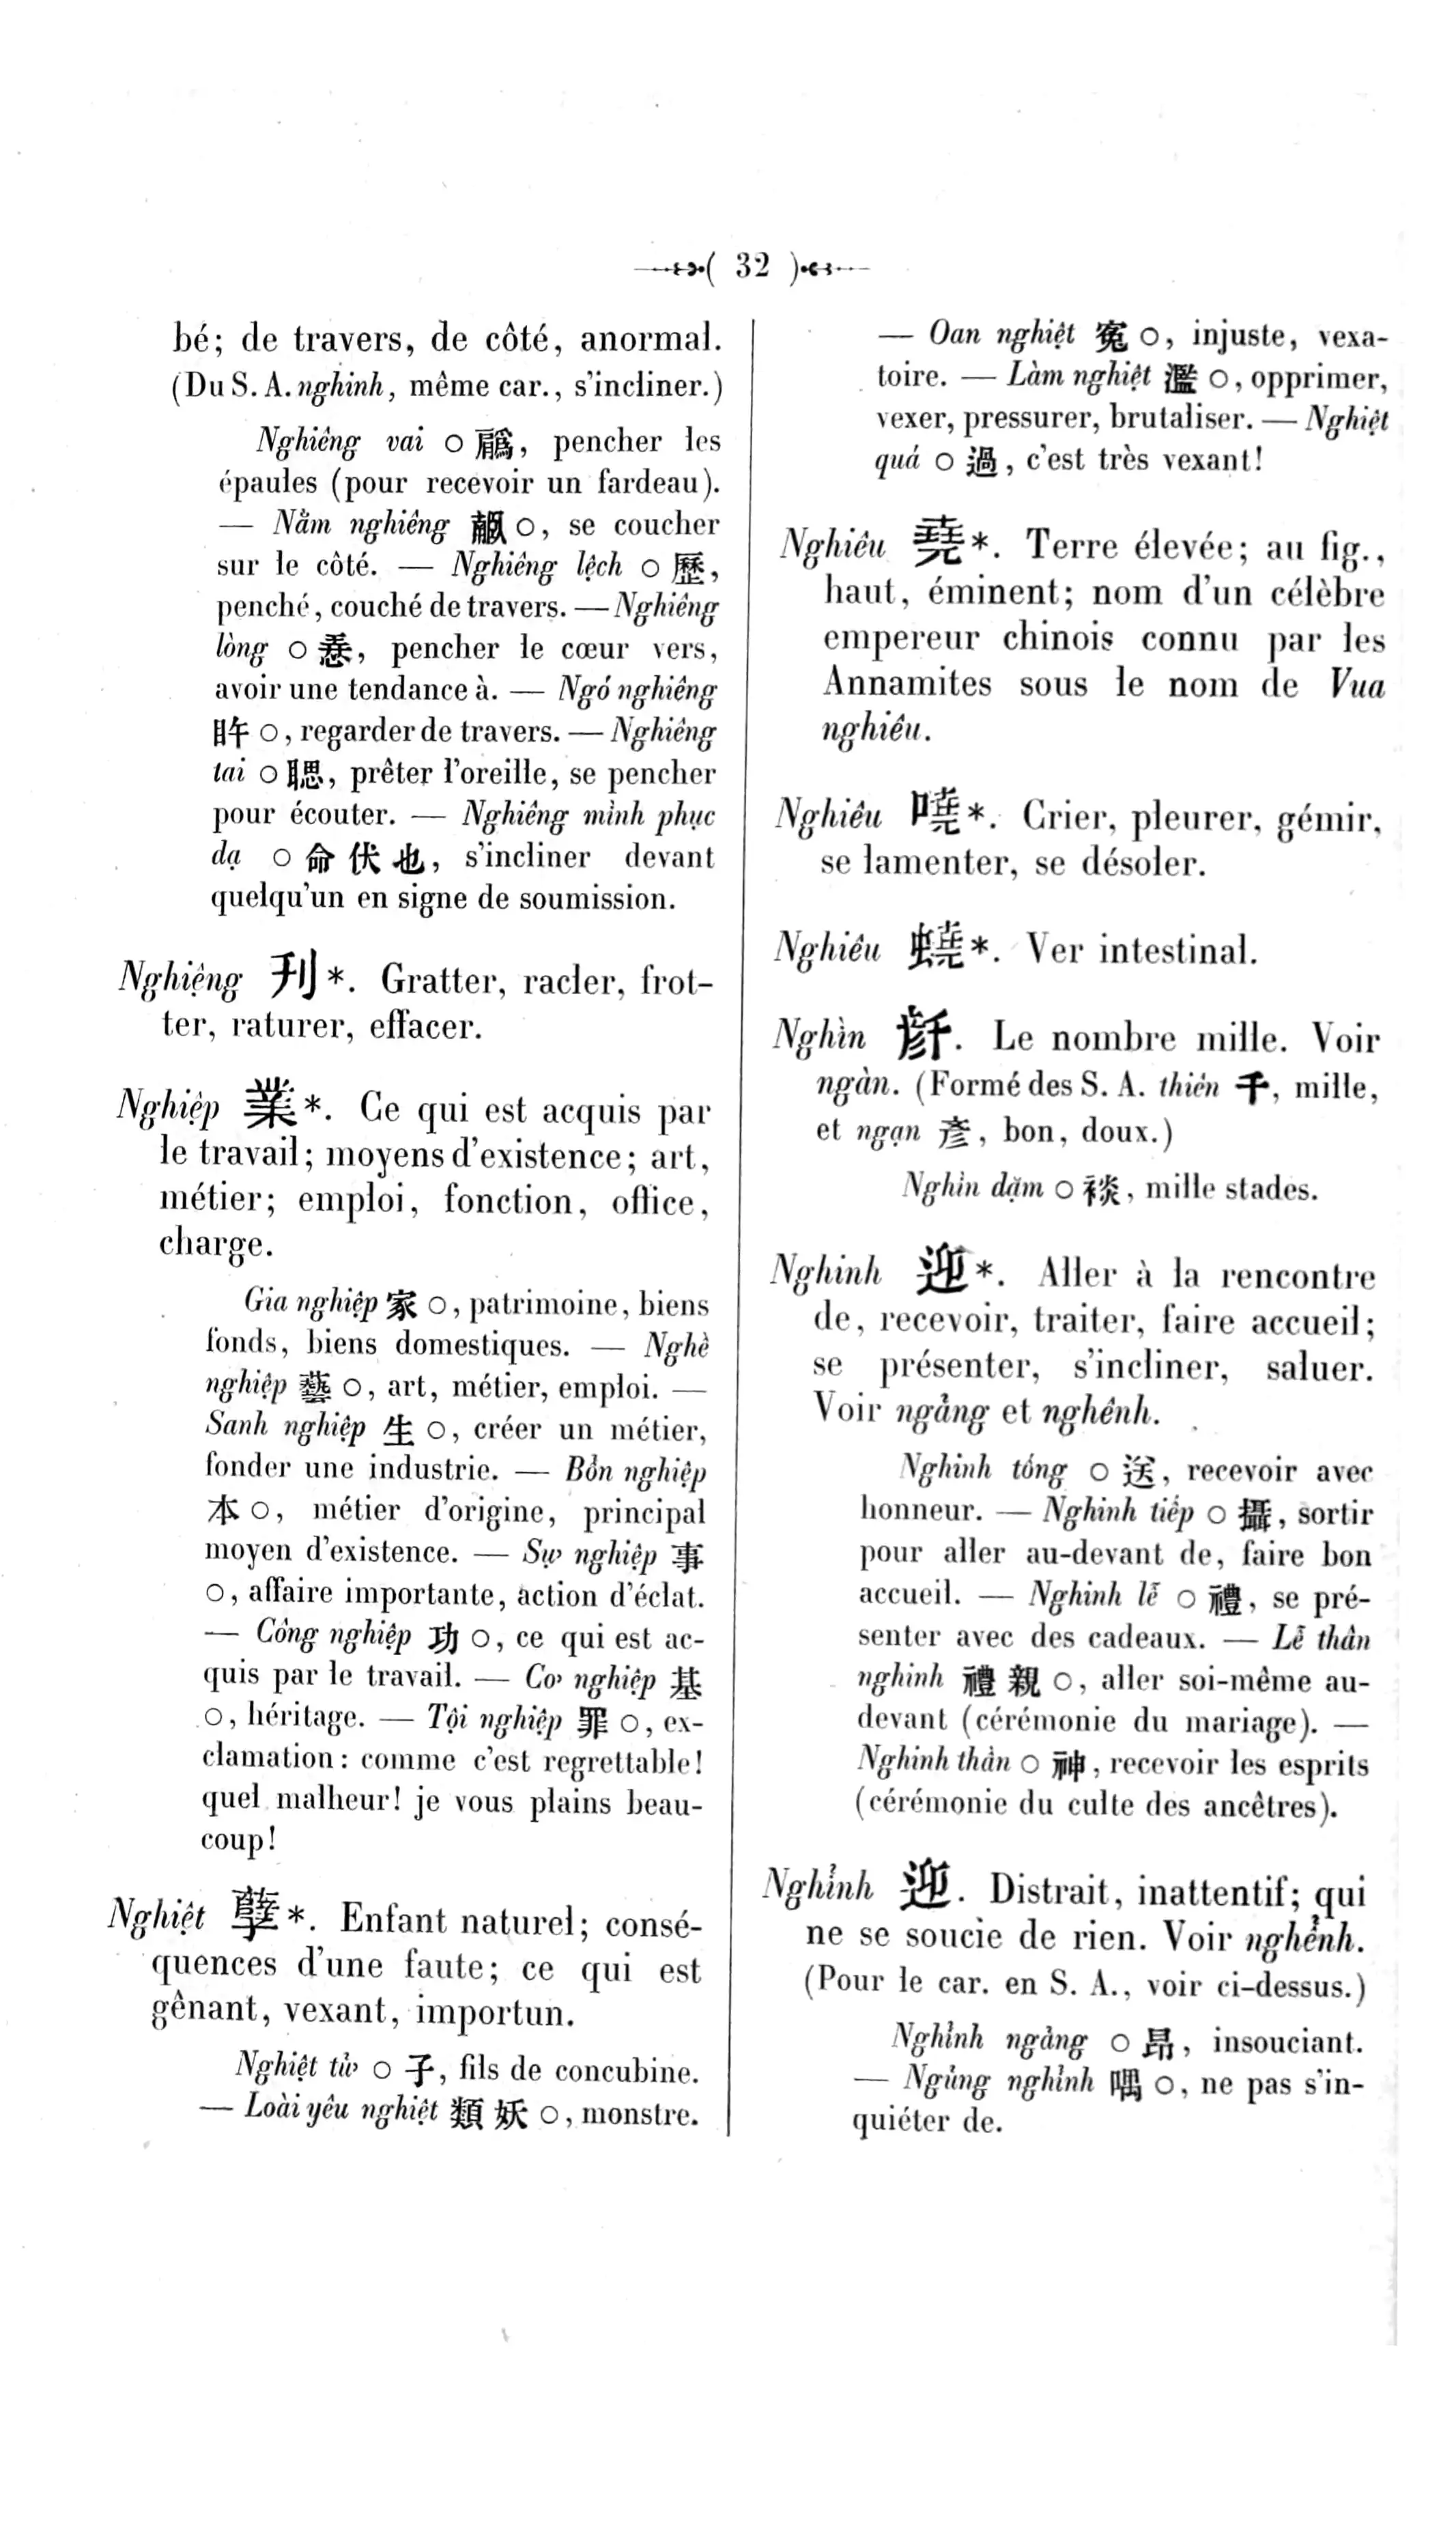 ( 32 )
bé; de travers, de côté, anormal.
(Du S. A. nghinh, même car., s'incliner.)
Nghiêng vai ○, pencher les
épaules (pour recevoir un fardeau).
— Nằm nghiêng ○, se coucher
sur le côté. — Nghiêng lệch ○ 歷,
penché, couché de travers. — Nghiêng
lòng ○, pencher le cœur vers,
avoir une tendance à. — Ngó nghiêng
○, regarder de travers. — Nghiêng
tai ○, prêter l'oreille, se pencher
pour écouter. — Nghiêng mình phục
dạ ○ 命 伏 也, s'incliner devant
quelqu'un en signe de soumission.
Nghiệng 刋*. Gratter, racler, frot-
ter, raturer, effacer.
Nghiệp 業*. Ce qui est acquis par
le travail; moyens d'existence; art,
métier; emploi, fonction, office,
charge.
Gia nghiệp 家 ○, patrimoine, biens
fonds, biens domestiques. — Nghề
nghiệp 藝 ○, art, métier, emploi. —
Sanh nghiệp 生 ○, créer un métier,
fonder une industrie. — Bổn nghiệp
本 ○, métier d'origine, principal
moyen d'existence. — Sự nghiệp 事
○, affaire importante, action d'éclat.
— Công nghiệp 功 ○, ce qui est ac-
quis par le travail. — Cơ nghiệp 基
○, héritage. — Tội nghiệp 罪 ○, ex-
clamation: comme c'est regrettable!
quel malheur! je vous plains beau-
coup!
Nghiệt 孽*. Enfant naturel; consé-
quences d'une faute; ce qui est
gênant, vexant, importun.
Nghiệt tử ○ 子, fils de concubine.
— Loài yêu nghiệt 類 妖 ○, monstre.
— Oan nghiệt 寃 ○, injuste, vexa-
toire. — Làm nghiệt 濫 ○, opprimer,
vexer, pressurer, brutaliser. — Nghiệt
quá ○ 過, c'est très vexant!
Nghiêu 堯*. Terre élevée; au fig.,
haut, éminent; nom d'un célèbre
empereur chinois connu par les
Annamites sous le nom de Vua
nghiêu.
Nghiêu 嘵*. Crier, pleurer, gémir,
se lamenter, se désoler.
Nghiêu 蟯*. Ver intestinal.
Nghìn. Le nombre mille. Voir
ngàn. (Formé des S. A. thiên 千, mille,
et ngạn 彥, bon, doux.)
Nghìn dặm ○, mille stades.
Nghinh 迎*. Aller à la rencontre
de, recevoir, traiter, faire accueil;
se présenter, s'incliner, saluer.
Voir ngảng et nghênh.
Nghinh tống ○ 送, recevoir avec
honneur. — Nghinh tiếp ○ 攝, sortir
pour aller au-devant de, faire bon
accueil. — Nghinh lễ ○ 禮, se pré-
senter avec des cadeaux. — Lễ thân
nghinh 禮 親 ○, aller soi-même au-
devant (cérémonie du mariage). —
Nghinh thần ○ 神, recevoir les esprits
(cérémonie du culte des ancêtres).
Nghỉnh 迎. Distrait, inattentif; qui
ne se soucie de rien. Voir nghểnh.
(Pour le car. en S. A., voir ci-dessus.)
Nghỉnh ngảng ○ 昂, insouciant.
— Ngủng nghỉnh 喁 ○, ne pas s'in-
quiéter de.